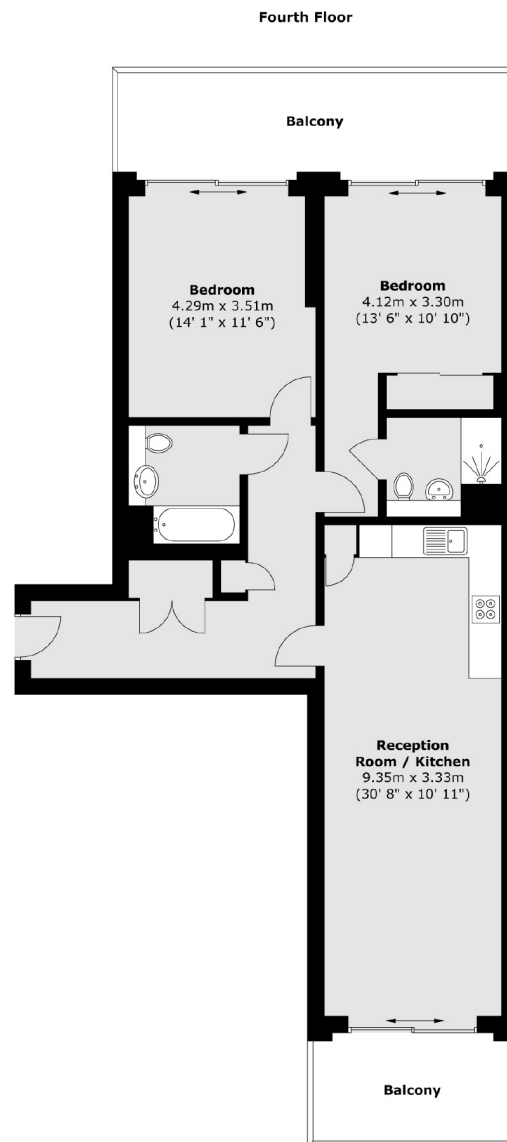 Fourth Floor
Balcony
Bedroom
4.29m x 3.51m
(14' 1" x 11' 6")
Bedroom
4.12m x 3.30m
(13' 6" x 10' 10")
Reception
Room / Kitchen
9.35m x 3.33m
(30' 8" x 10' 11")
Balcony